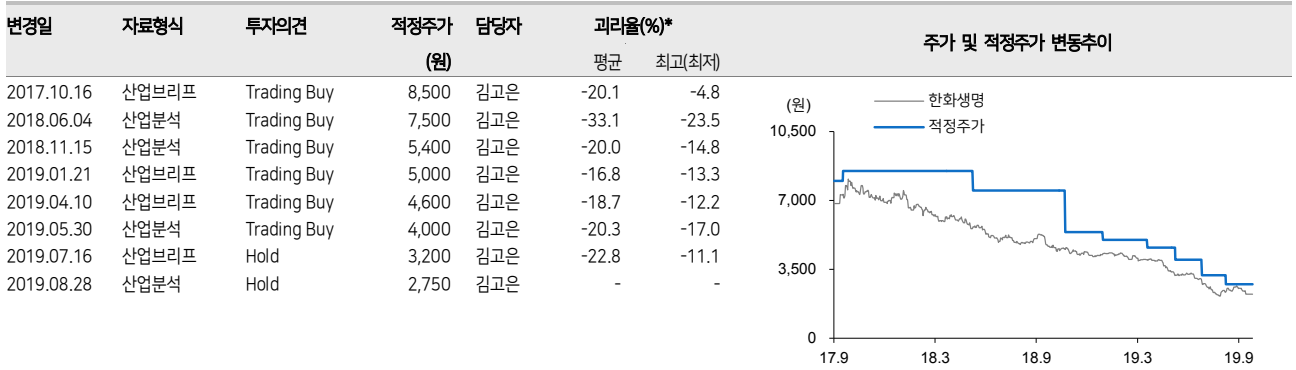 변경일 자료형식 투자의견 적정주가 담당자 괴리율(%)*
(원) 평균 최고(최저)
2017.10.16 산업브리프 Trading Buy 8,500 김고은 -20.1 -4.8
2018.06.04 산업분석 Trading Buy 7,500 김고은 -33.1 -23.5
2018.11.15 산업분석 Trading Buy 5,400 김고은 -20.0 -14.8
2019.01.21 산업브리프 Trading Buy 5,000 김고은 -16.8 -13.3
2019.04.10 산업브리프 Trading Buy 4,600 김고은 -18.7 -12.2
2019.05.30 산업분석 Trading Buy 4,000 김고은 -20.3 -17.0
2019.07.16 산업브리프 Hold 3,200 김고은 -22.8 -11.1
2019.08.28 산업분석 Hold 2,750 김고은 - -
주가 및 적정주가 변동추이
(원)
한화생명
적정주가
10,500
7,000
3,500
0
17.9 18.3 18.9 19.3 19.9